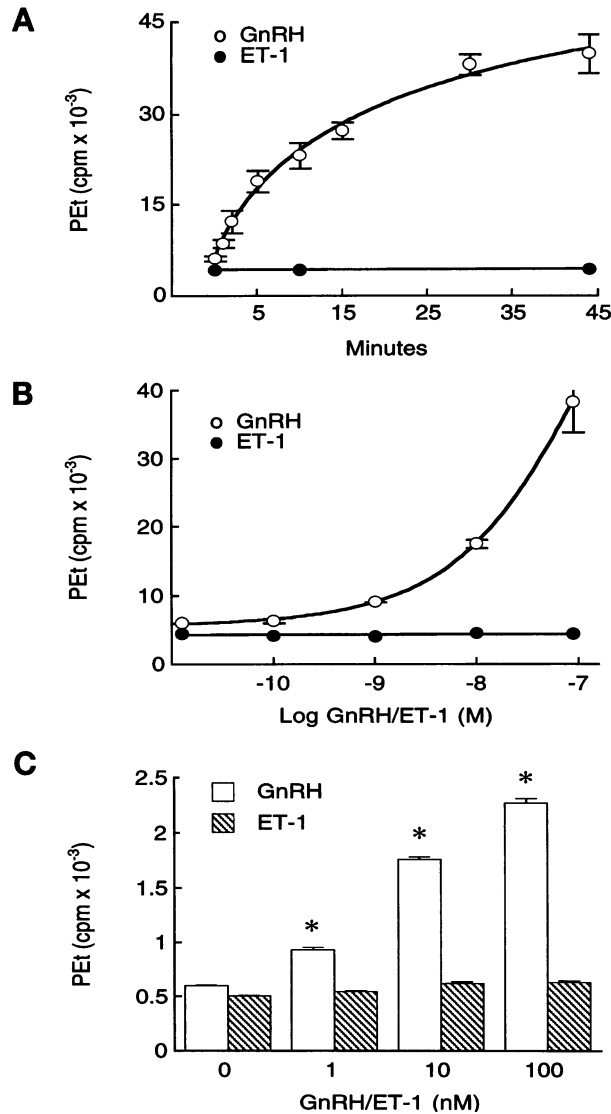 A
45
GnRH
ET-1
30
15
0
PEt (cpm x 10⁻³)
5 15 25 35 45
Minutes
B
40
GnRH
ET-1
30
20
10
0
PEt (cpm x 10⁻³)
-10 -9 -8 -7
Log GnRH/ET-1 (M)
C
2.5
GnRH
ET-1
2
1.5
1
0.5
0
PEt (cpm x 10⁻³)
* * *
0 1 10 100
GnRH/ET-1 (nM)